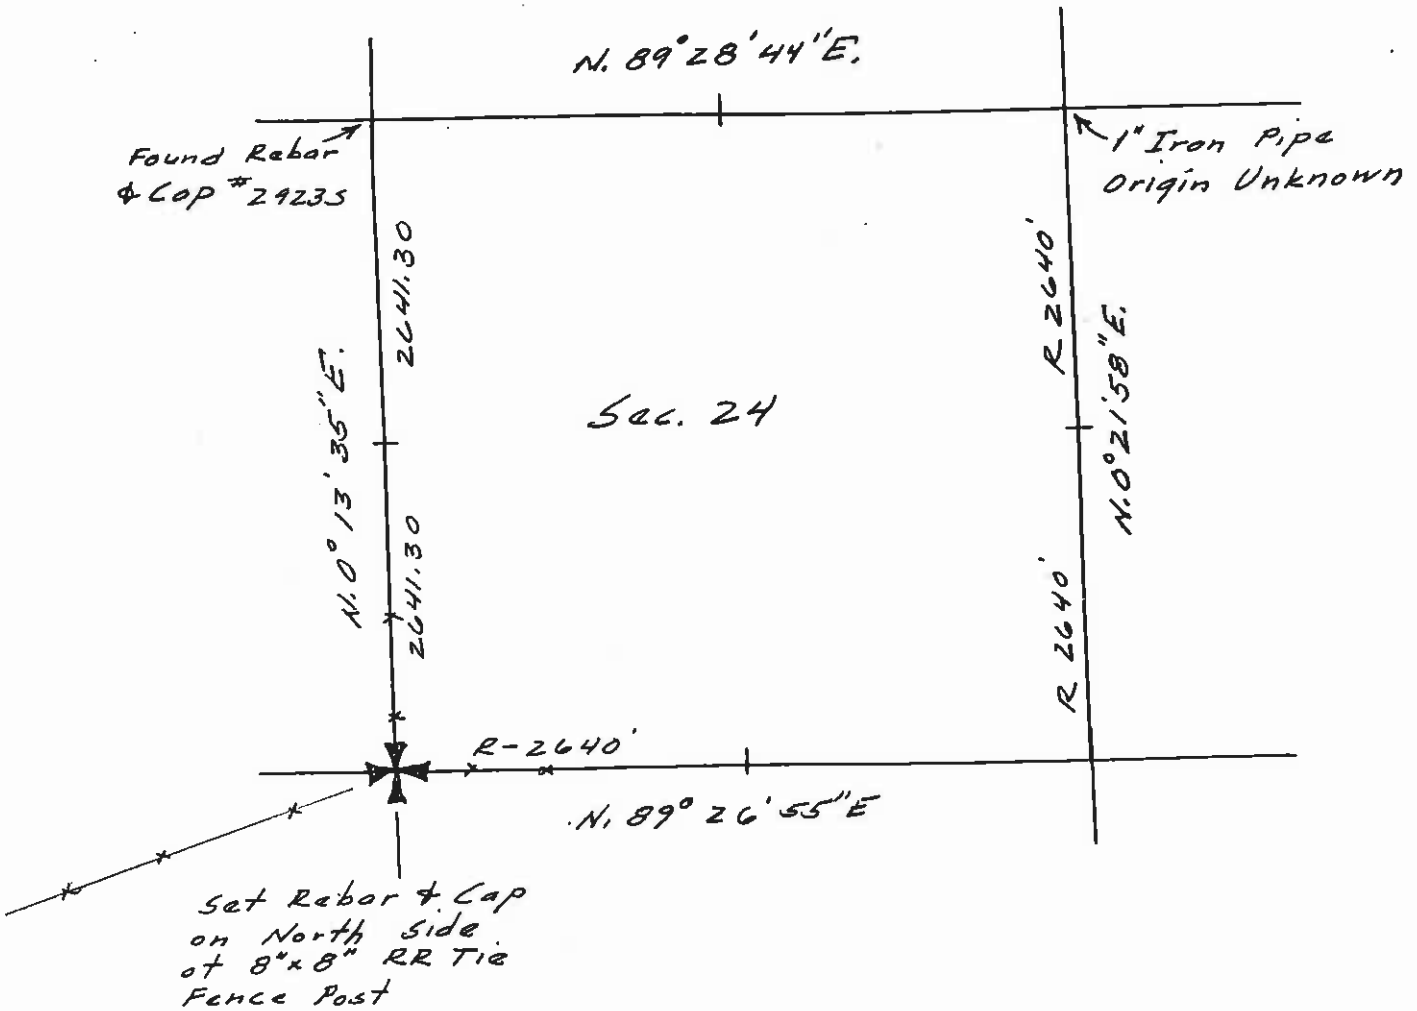 N. 89° 28' 44" E.
Found Rebar
& Cap #29235
1" Iron Pipe
Origin Unknown
2641.30
R 2640'
N. 0° 13' 35" E.
Sec. 24
N. 0° 21' 58" E.
2641.30
R 2640'
R-2640'
N. 89° 26' 55" E
Set Rebar & Cap
on North side
of 8"x8" RR Tie
Fence Post